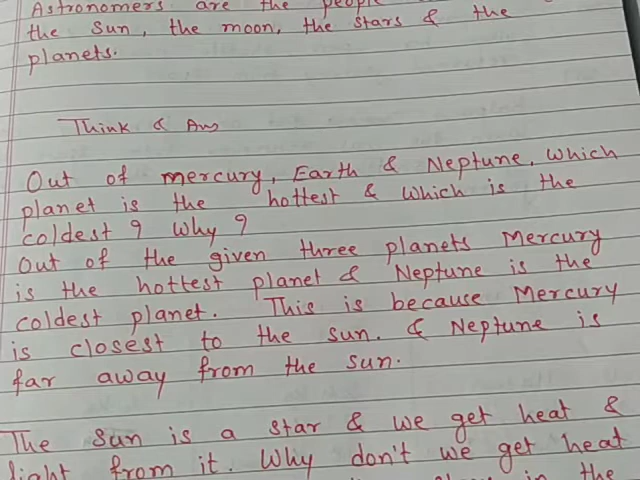 Astronomers are the people
the sun, the moon, the stars & the
planets.
Think & Ans
Out of mercury, Earth & Neptune, which
planet is the hottest & which is the
coldest ? Why ?
Out of the given three planets Mercury
is the hottest planet & Neptune is the
coldest planet. This is because Mercury
is closest to the sun. & Neptune is
far away from the sun.
The sun is a star & we get heat &
light from it. Why don't we get heat
in the